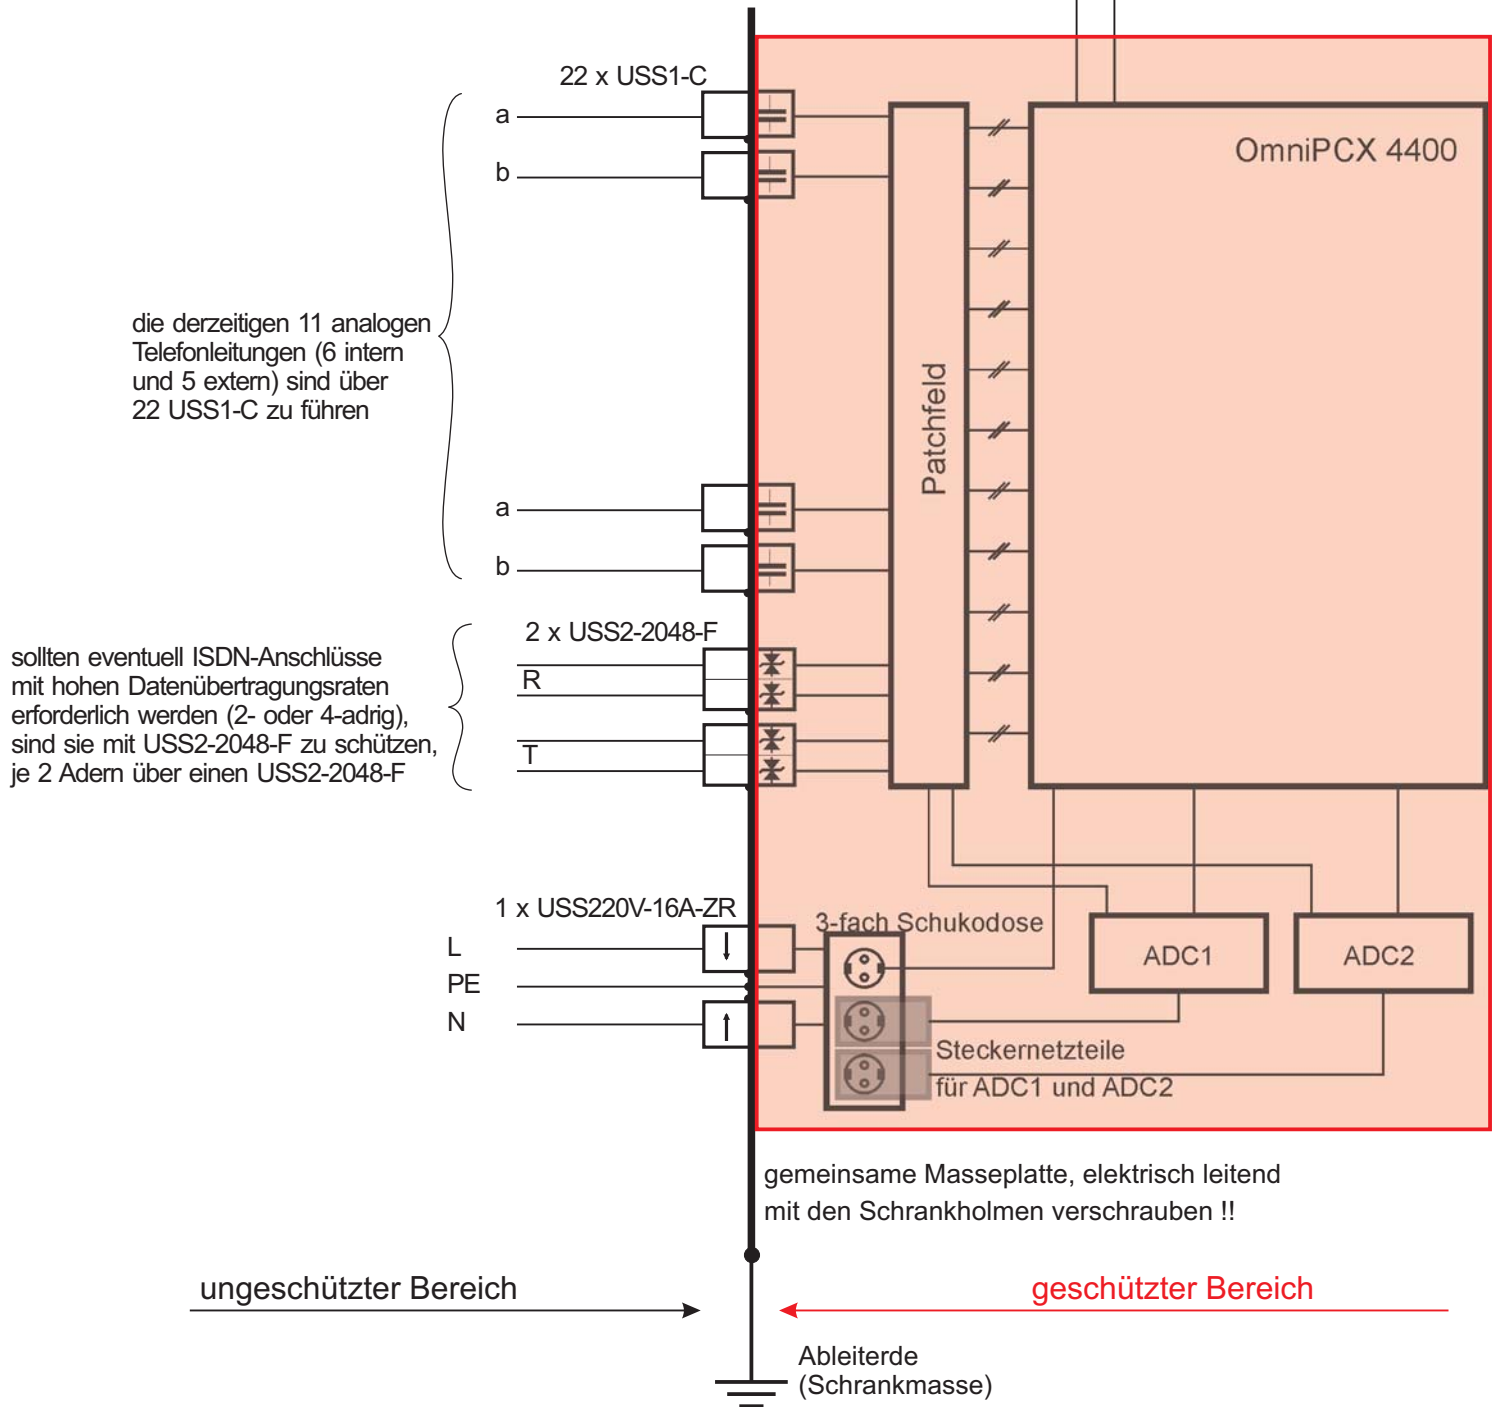 22 x USS1-C
a
b
OmniPCX 4400
die derzeitigen 11 analogen
Telefonleitungen (6 intern
und 5 extern) sind über
22 USS1-C zu führen
Patchfeld
a
b
2 x USS2-2048-F
sollten eventuell ISDN-Anschlüsse
mit hohen Datenübertragungsraten
erforderlich werden (2- oder 4-adrig),
sind sie mit USS2-2048-F zu schützen,
je 2 Adern über einen USS2-2048-F
R
T
1 x USS220V-16A-ZR
L
PE
N
3-fach Schukodose
ADC1
ADC2
Steckernetzteile
für ADC1 und ADC2
gemeinsame Masseplatte, elektrisch leitend
mit den Schrankholmen verschrauben !!
ungeschützter Bereich
geschützter Bereich
Ableiterde
(Schrankmasse)